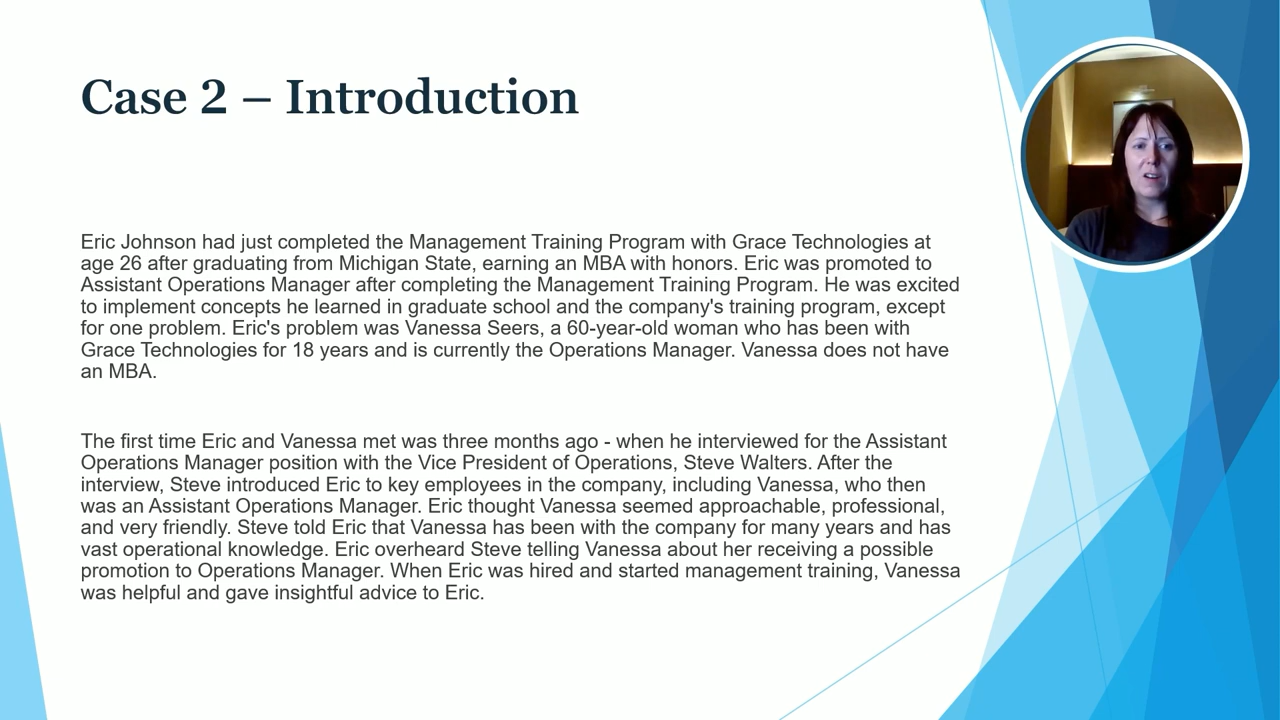 Case 2 – Introduction
Eric Johnson had just completed the Management Training Program with Grace Technologies at
age 26 after graduating from Michigan State, earning an MBA with honors. Eric was promoted to
Assistant Operations Manager after completing the Management Training Program. He was excited
to implement concepts he learned in graduate school and the company's training program, except
for one problem. Eric's problem was Vanessa Seers, a 60-year-old woman who has been with
Grace Technologies for 18 years and is currently the Operations Manager. Vanessa does not have
an MBA.
The first time Eric and Vanessa met was three months ago - when he interviewed for the Assistant
Operations Manager position with the Vice President of Operations, Steve Walters. After the
interview, Steve introduced Eric to key employees in the company, including Vanessa, who then
was an Assistant Operations Manager. Eric thought Vanessa seemed approachable, professional,
and very friendly. Steve told Eric that Vanessa has been with the company for many years and has
vast operational knowledge. Eric overheard Steve telling Vanessa about her receiving a possible
promotion to Operations Manager. When Eric was hired and started management training, Vanessa
was helpful and gave insightful advice to Eric.